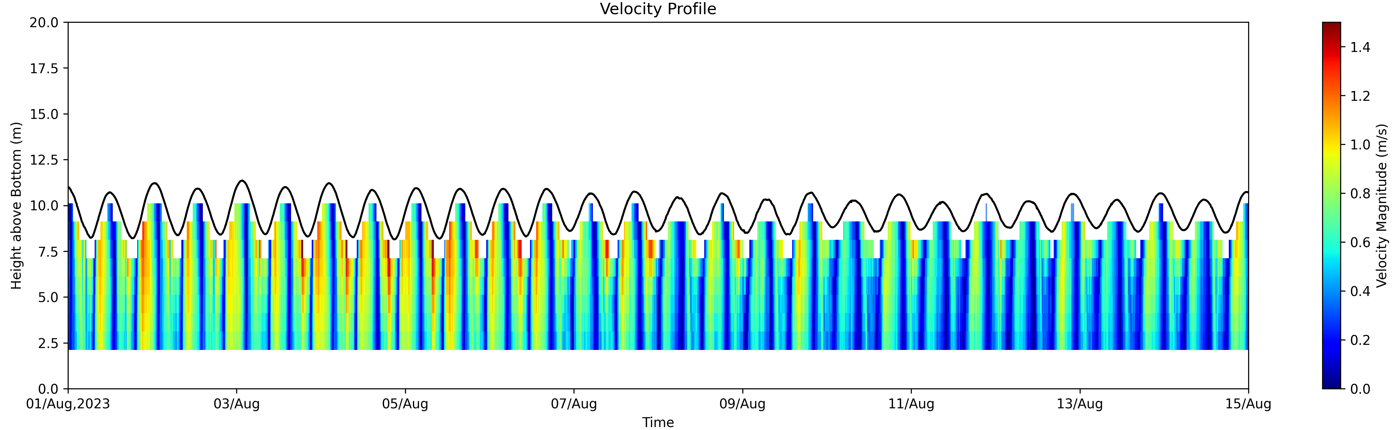 Velocity Profile
20.0
17.5
15.0
12.5
10.0
7.5
5.0
2.5
0.0
Height above Bottom (m)
01/Aug,2023
03/Aug
05/Aug
07/Aug
09/Aug
11/Aug
13/Aug
15/Aug
Time
1.4
1.2
1.0
0.8
0.6
0.4
0.2
0.0
Velocity Magnitude (m/s)